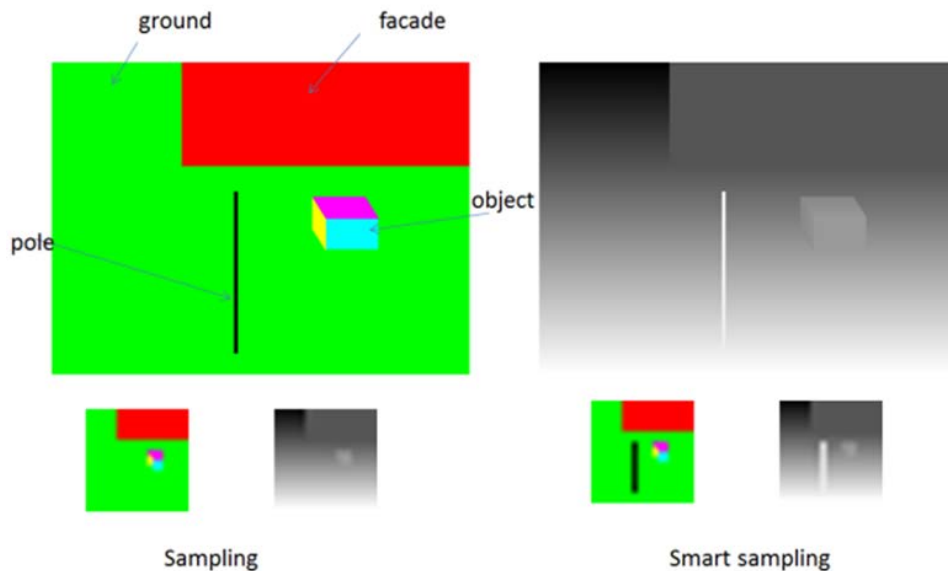 ground
facade
object
pole
Sampling
Smart sampling